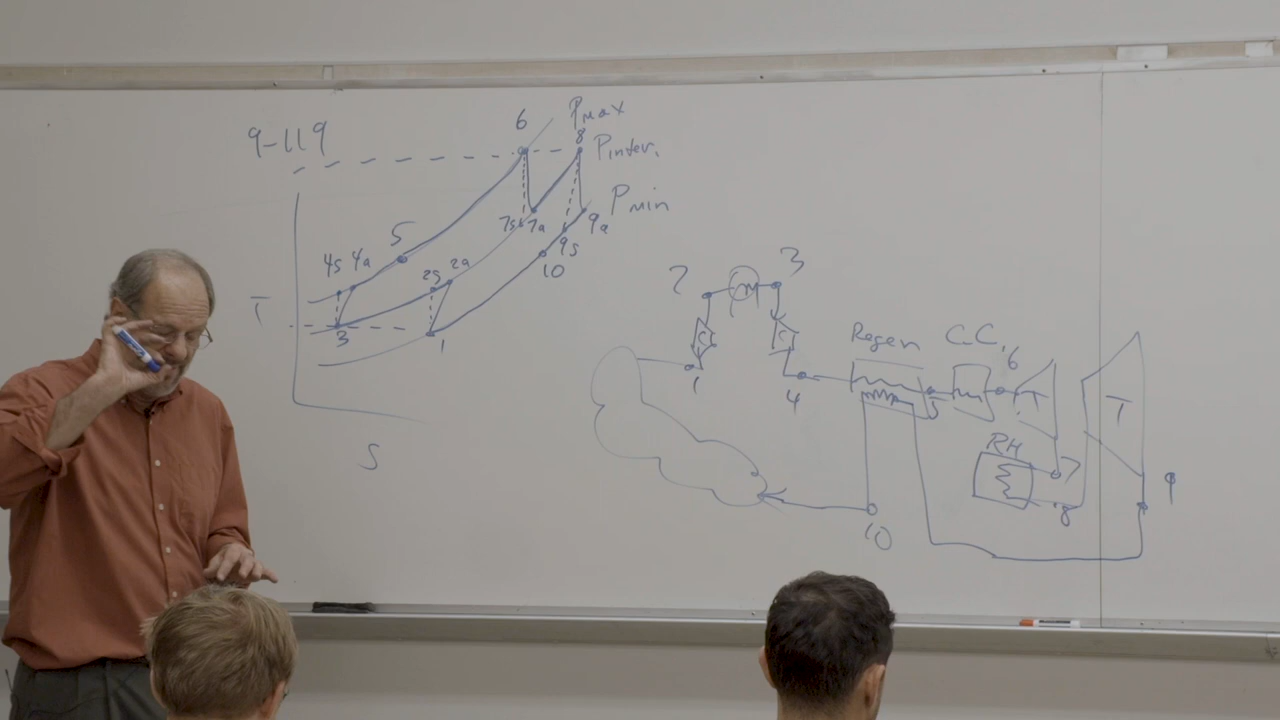 9-119
6
Pmax
8
Pinter.
Pmin
7s
7a
9a
9s
10
5
4s 4a
2s 2a
T
3
1
S
2
3
C
C
1
4
Regen
C.C.
5
6
T
T
RH
7
8
9
10